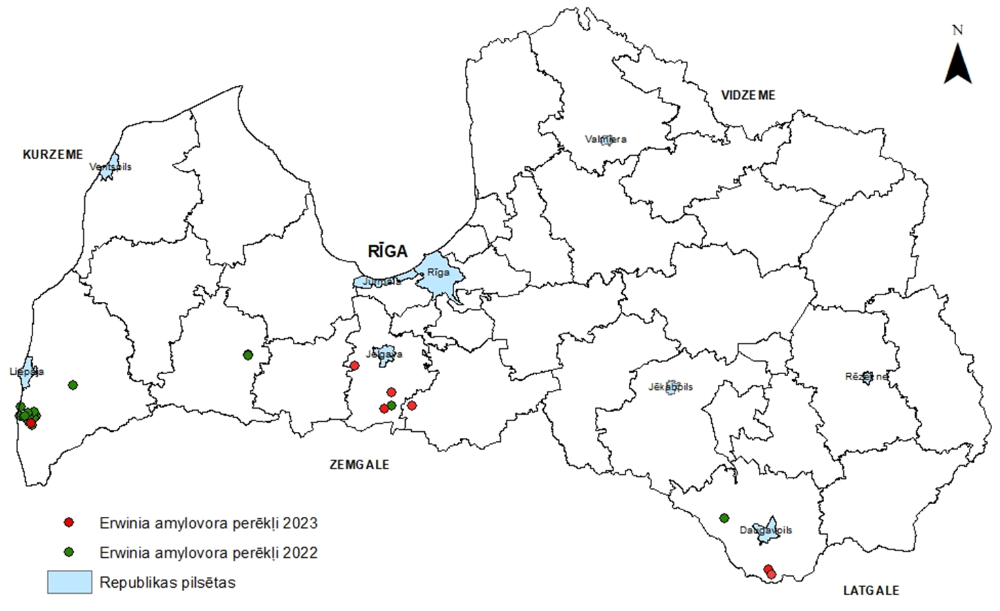 N
VIDZEME
Valmiera
KURZEME
Ventspils
RĪGA
Rīga
Jūrmala
Jelgava
Liepāja
Rēzekne
Jēkabpils
ZEMGALE
Erwinia amylovora perēkļi 2023
Daugavpils
Erwinia amylovora perēkļi 2022
Republikas pilsētas
LATGALE